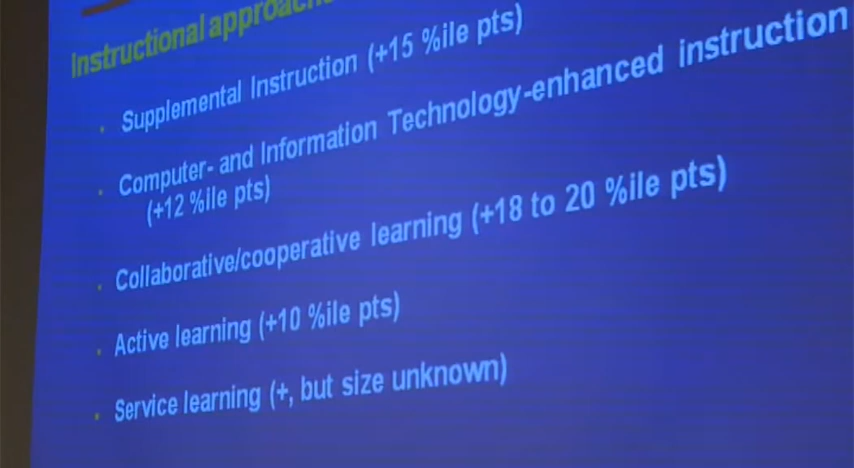 Instructional approach
• Supplemental Instruction (+15 %ile pts)
• Computer- and Information Technology-enhanced instruction
(+12 %ile pts)
• Collaborative/cooperative learning (+18 to 20 %ile pts)
• Active learning (+10 %ile pts)
• Service learning (+, but size unknown)